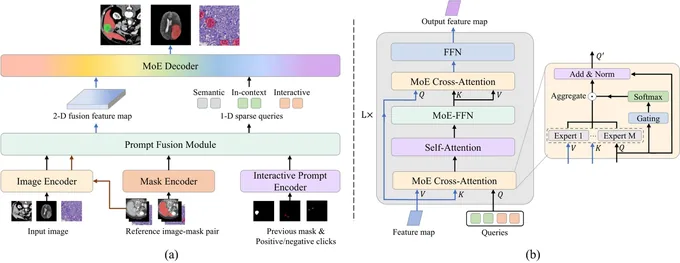 MoE Decoder
Semantic In-context Interactive
2-D fusion feature map
1-D sparse queries
Prompt Fusion Module
Image Encoder
Mask Encoder
Interactive Prompt
Encoder
Input image
Reference image-mask pair
Previous mask &
Positive/negative clicks
(a)
Output feature map
FFN
MoE Cross-Attention
Q K V
MoE-FFN
L×
Self-Attention
MoE Cross-Attention
V K Q
Feature map
Queries
Q'
Add & Norm
Aggregate
Softmax
Gating
Expert 1 ... Expert M
V K Q
(b)